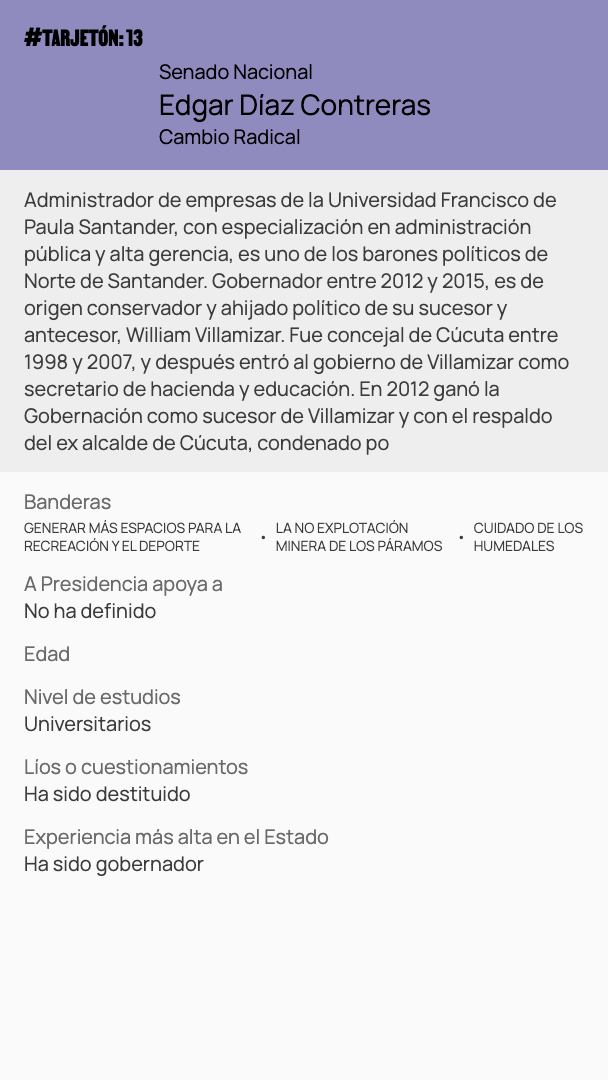 #TARJETÓN: 13
Senado Nacional
Edgar Díaz Contreras
Cambio Radical
Administrador de empresas de la Universidad Francisco de
Paula Santander, con especialización en administración
pública y alta gerencia, es uno de los barones políticos de
Norte de Santander. Gobernador entre 2012 y 2015, es de
origen conservador y ahijado político de su sucesor y
antecesor, William Villamizar. Fue concejal de Cúcuta entre
1998 y 2007, y después entró al gobierno de Villamizar como
secretario de hacienda y educación. En 2012 ganó la
Gobernación como sucesor de Villamizar y con el respaldo
del ex alcalde de Cúcuta, condenado po
Banderas
GENERAR MÁS ESPACIOS PARA LA
RECREACIÓN Y EL DEPORTE
• LA NO EXPLOTACIÓN
MINERA DE LOS PÁRAMOS
• CUIDADO DE LOS
HUMEDALES
A Presidencia apoya a
No ha definido
Edad
Nivel de estudios
Universitarios
Líos o cuestionamientos
Ha sido destituido
Experiencia más alta en el Estado
Ha sido gobernador